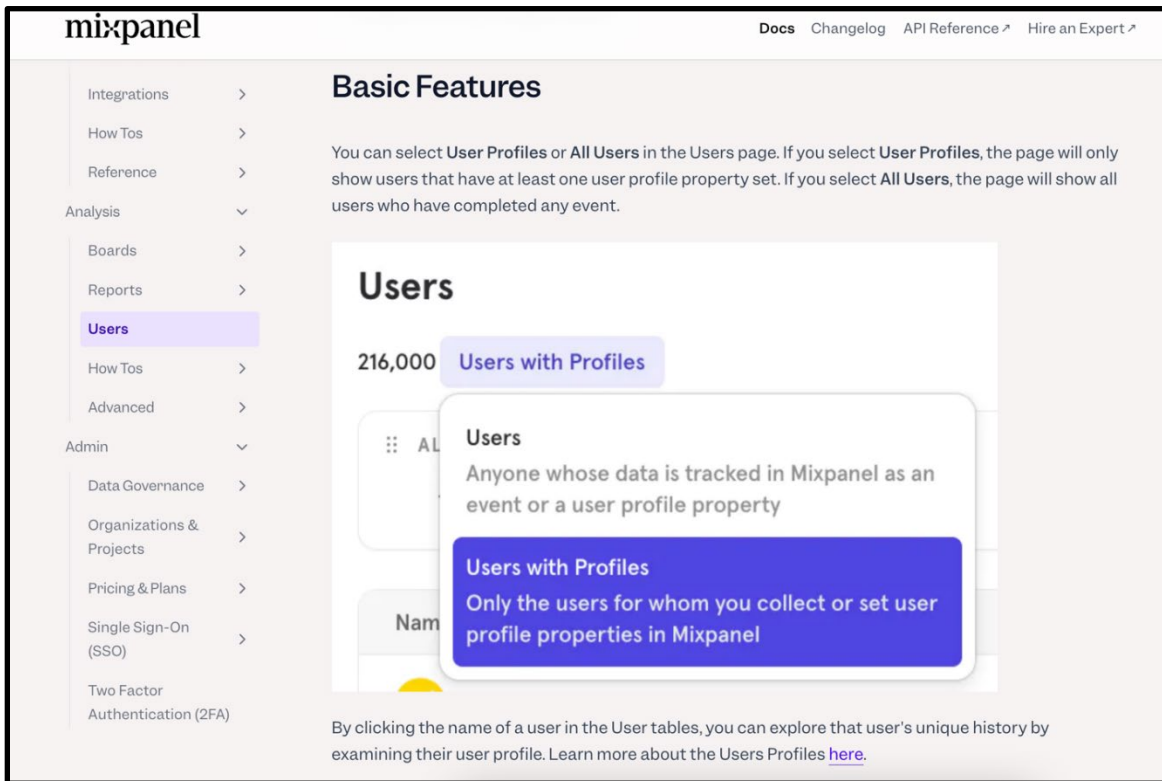 mixpanel
Docs Changelog API Reference↗ Hire an Expert↗
Integrations
How Tos
Reference
Analysis
Boards
Reports
Users
How Tos
Advanced
Admin
Data Governance
Organizations &
Projects
Pricing & Plans
Single Sign-On
(SSO)
Two Factor
Authentication (2FA)
Basic Features
You can select User Profiles or All Users in the Users page. If you select User Profiles, the page will only
show users that have at least one user profile property set. If you select All Users, the page will show all
users who have completed any event.
Users
216,000 Users with Profiles
AL
Users
Anyone whose data is tracked in Mixpanel as an
event or a user profile property
Users with Profiles
Only the users for whom you collect or set user
profile properties in Mixpanel
Nam
By clicking the name of a user in the User tables, you can explore that user's unique history by
examining their user profile. Learn more about the Users Profiles here.